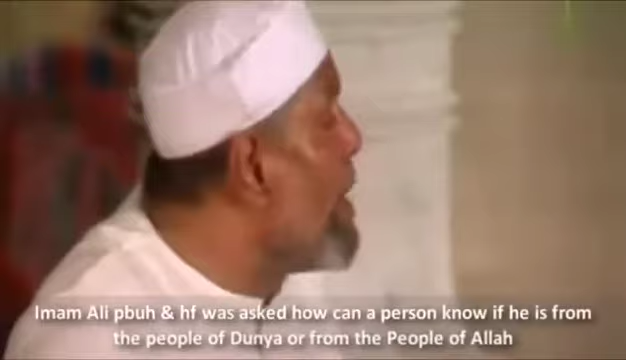 Imam Ali pbuh & hf was asked how can a person know if he is from
the people of Dunya or from the People of Allah